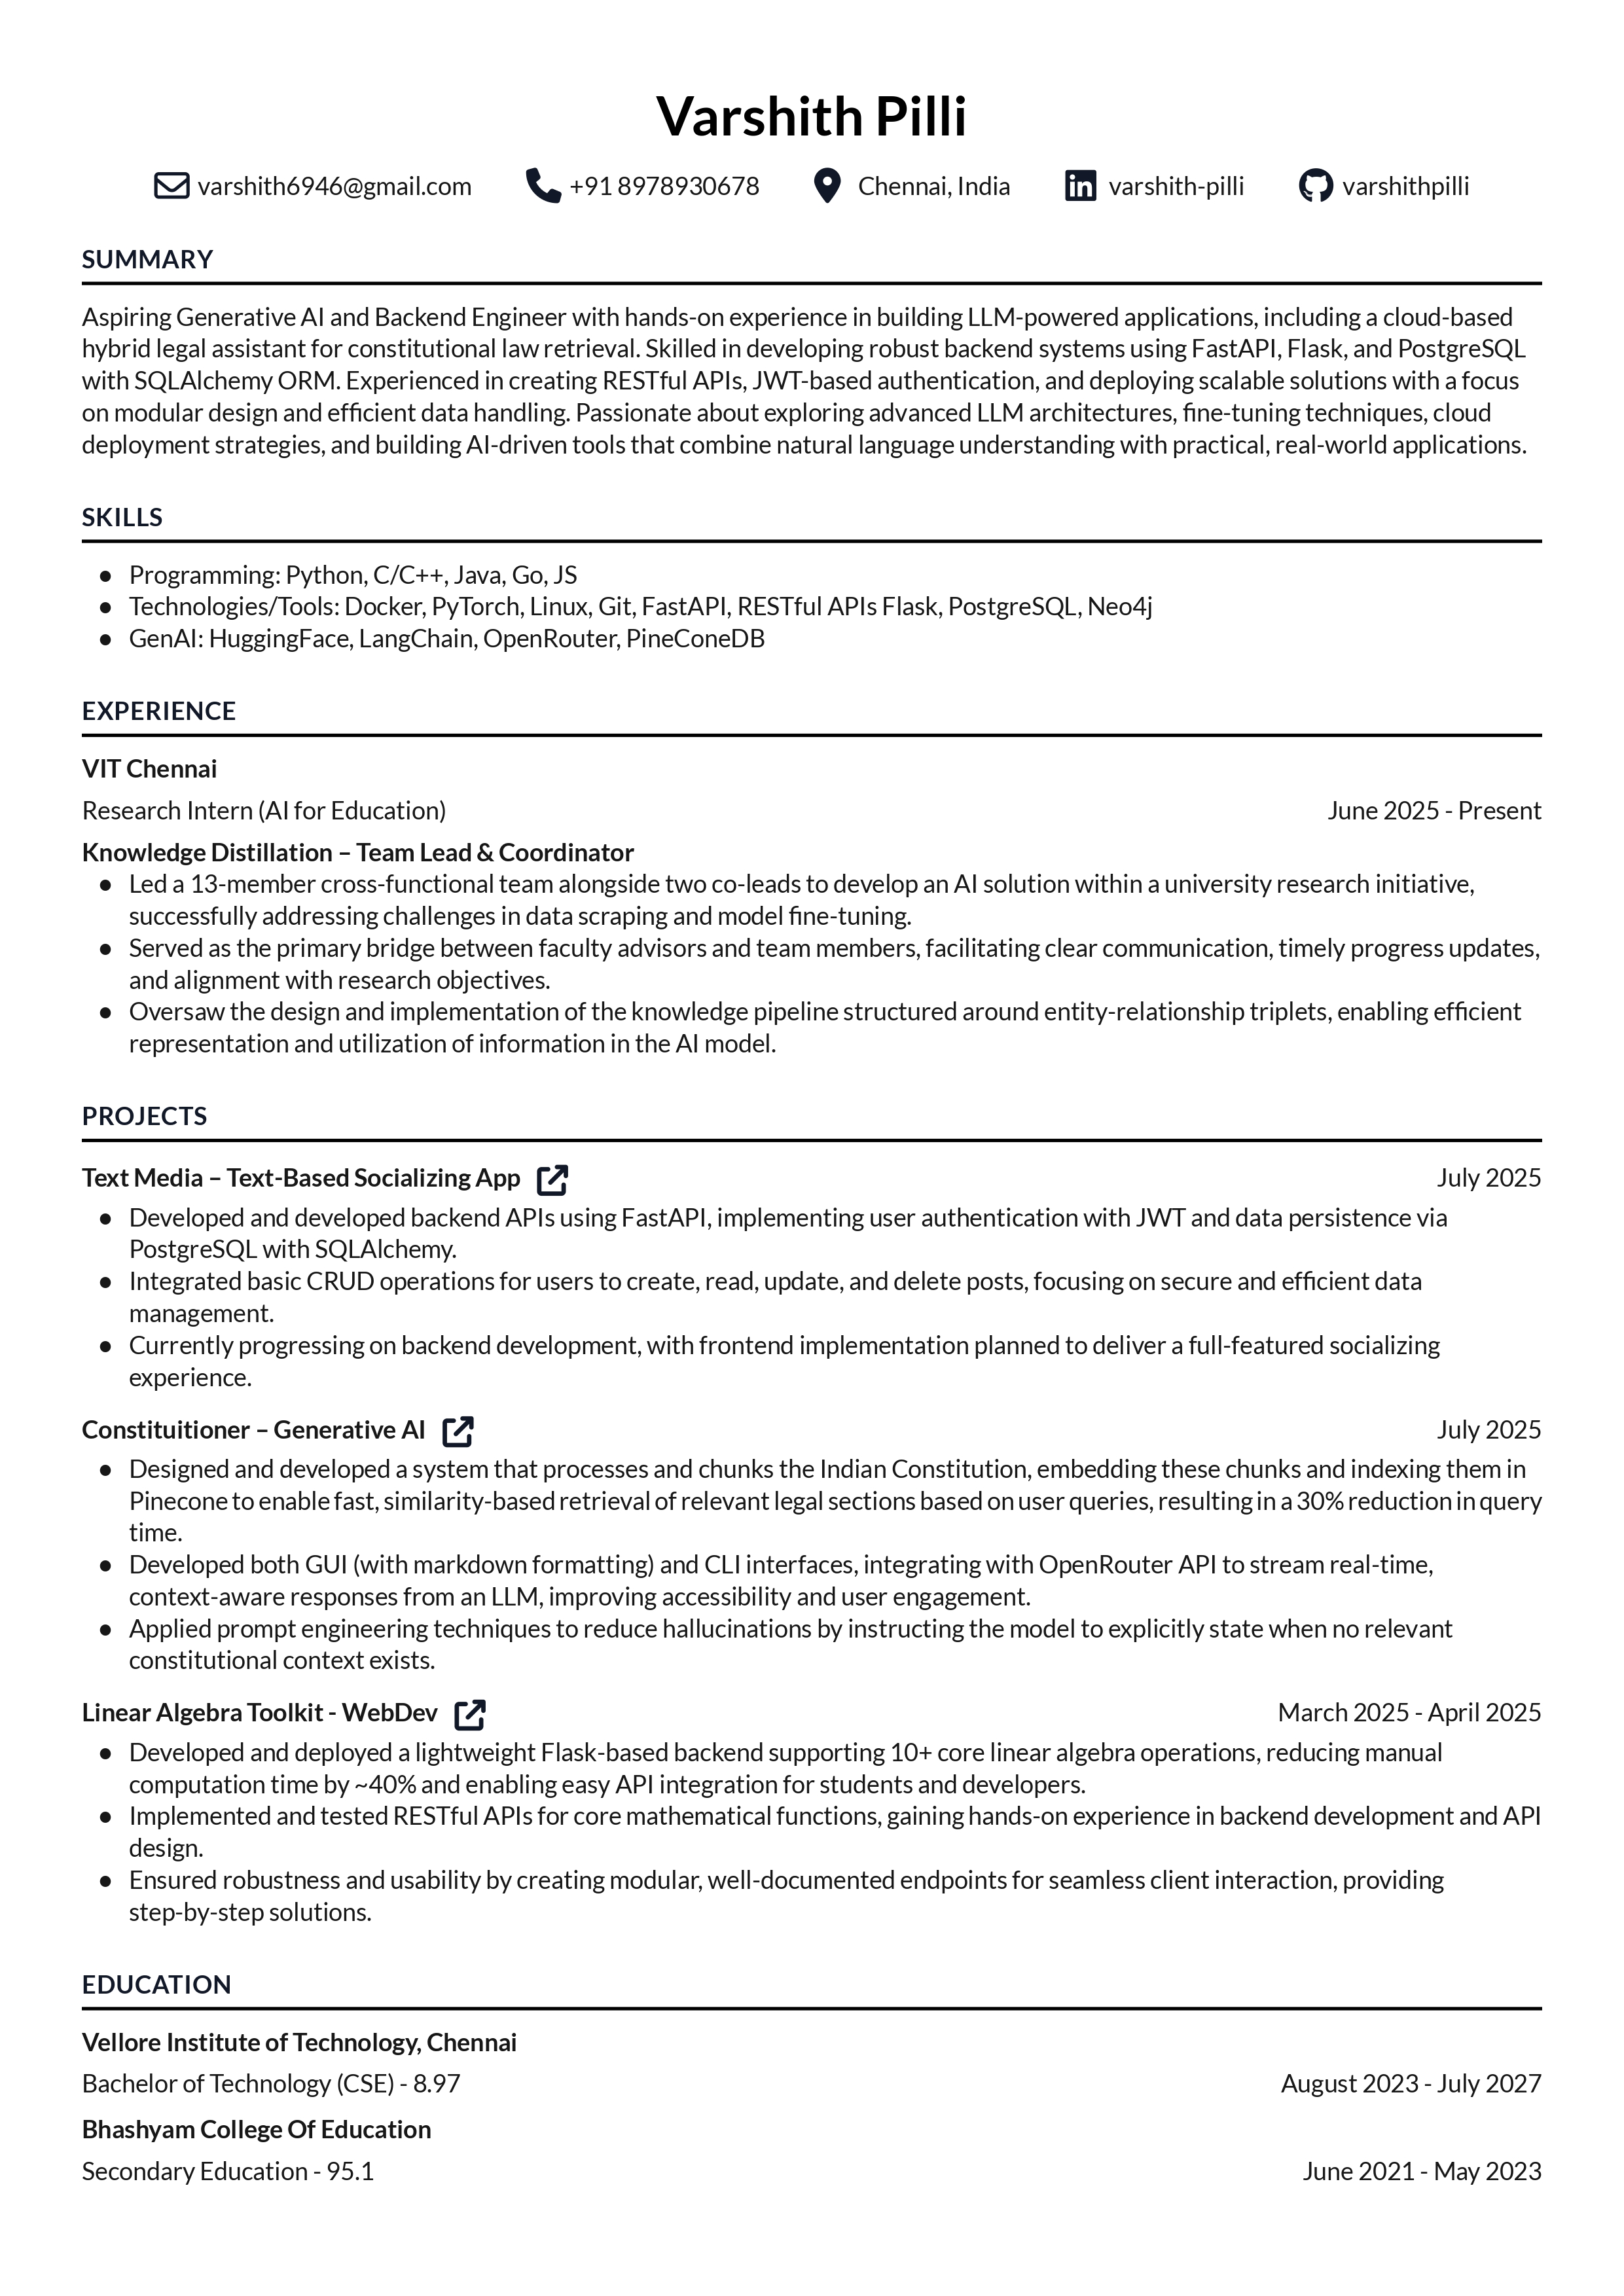 Varshith Pilli
varshith6946@gmail.com +91 8978930678 Chennai, India varshith-pilli varshithpilli
SUMMARY
Aspiring Generative AI and Backend Engineer with hands-on experience in building LLM-powered applications, including a cloud-based
hybrid legal assistant for constitutional law retrieval. Skilled in developing robust backend systems using FastAPI, Flask, and PostgreSQL
with SQLAlchemy ORM. Experienced in creating RESTful APIs, JWT-based authentication, and deploying scalable solutions with a focus
on modular design and efficient data handling. Passionate about exploring advanced LLM architectures, fine-tuning techniques, cloud
deployment strategies, and building AI-driven tools that combine natural language understanding with practical, real-world applications.
SKILLS
● Programming: Python, C/C++, Java, Go, JS
● Technologies/Tools: Docker, PyTorch, Linux, Git, FastAPI, RESTful APIs Flask, PostgreSQL, Neo4j
● GenAI: HuggingFace, LangChain, OpenRouter, PineConeDB
EXPERIENCE
VIT Chennai
Research Intern (AI for Education) June 2025 - Present
Knowledge Distillation – Team Lead & Coordinator
● Led a 13-member cross-functional team alongside two co-leads to develop an AI solution within a university research initiative,
successfully addressing challenges in data scraping and model fine-tuning.
● Served as the primary bridge between faculty advisors and team members, facilitating clear communication, timely progress updates,
and alignment with research objectives.
● Oversaw the design and implementation of the knowledge pipeline structured around entity-relationship triplets, enabling efficient
representation and utilization of information in the AI model.
PROJECTS
Text Media – Text-Based Socializing App July 2025
● Developed and developed backend APIs using FastAPI, implementing user authentication with JWT and data persistence via
PostgreSQL with SQLAlchemy.
● Integrated basic CRUD operations for users to create, read, update, and delete posts, focusing on secure and efficient data
management.
● Currently progressing on backend development, with frontend implementation planned to deliver a full-featured socializing
experience.
Constituitioner – Generative AI July 2025
● Designed and developed a system that processes and chunks the Indian Constitution, embedding these chunks and indexing them in
Pinecone to enable fast, similarity-based retrieval of relevant legal sections based on user queries, resulting in a 30% reduction in query
time.
● Developed both GUI (with markdown formatting) and CLI interfaces, integrating with OpenRouter API to stream real-time,
context-aware responses from an LLM, improving accessibility and user engagement.
● Applied prompt engineering techniques to reduce hallucinations by instructing the model to explicitly state when no relevant
constitutional context exists.
Linear Algebra Toolkit - WebDev March 2025 - April 2025
● Developed and deployed a lightweight Flask-based backend supporting 10+ core linear algebra operations, reducing manual
computation time by ~40% and enabling easy API integration for students and developers.
● Implemented and tested RESTful APIs for core mathematical functions, gaining hands-on experience in backend development and API
design.
● Ensured robustness and usability by creating modular, well-documented endpoints for seamless client interaction, providing
step-by-step solutions.
EDUCATION
Vellore Institute of Technology, Chennai
Bachelor of Technology (CSE) - 8.97 August 2023 - July 2027
Bhashyam College Of Education
Secondary Education - 95.1 June 2021 - May 2023